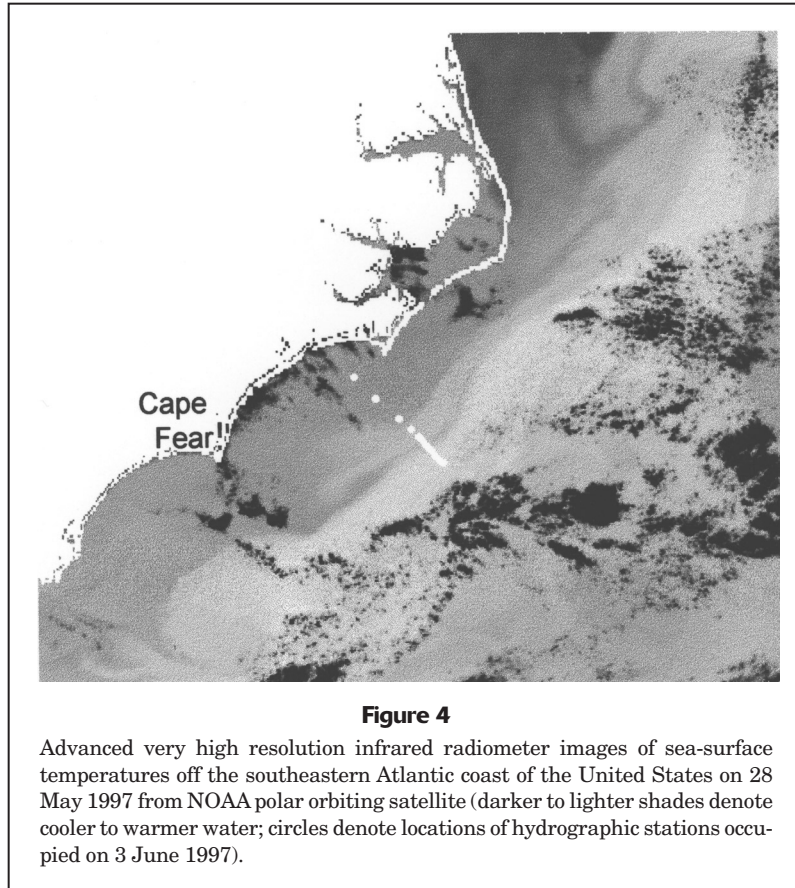 Cape
Fear
Figure 4
Advanced very high resolution infrared radiometer images of sea-surface
temperatures off the southeastern Atlantic coast of the United States on 28
May 1997 from NOAA polar orbiting satellite (darker to lighter shades denote
cooler to warmer water; circles denote locations of hydrographic stations occu-
pied on 3 June 1997).